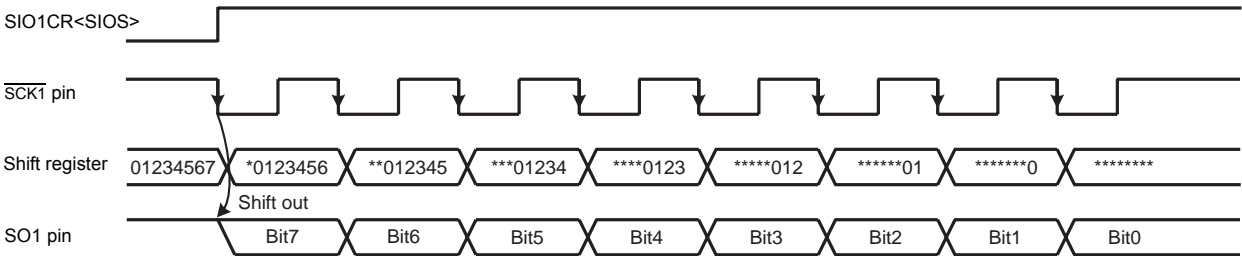 SIO1CR<SIOS>
SCK1 pin
Shift register 01234567 *0123456 **012345 ***01234 ****0123 *****012 ******01 *******0 ********
Shift out
SO1 pin Bit7 Bit6 Bit5 Bit4 Bit3 Bit2 Bit1 Bit0